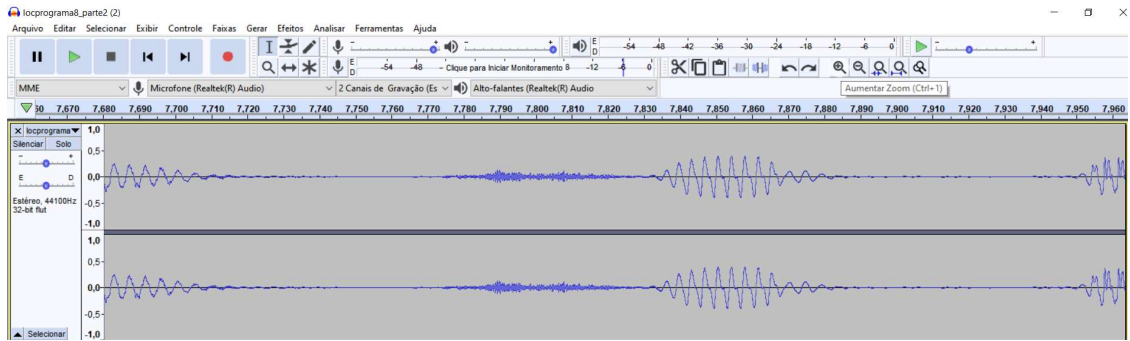 locprograma8_parte2 (2)
Arquivo Editar Selecionar Exibir Controle Faixas Gerar Efeitos Analisar Ferramentas Ajuda
E D -54 -48 -42 -36 -30 -24 -18 -12 -6 0
E D -54 -48 - Clique para Iniciar Monitoramento 8 -12 -6 0
MME Microfone (Realtek(R) Audio) 2 Canais de Gravação (Es Alto-falantes (Realtek(R) Audio Aumentar Zoom (Ctrl+1)
30 7,670 7,680 7,690 7,700 7,710 7,720 7,730 7,740 7,750 7,760 7,770 7,780 7,790 7,800 7,810 7,820 7,830 7,840 7,850 7,860 7,870 7,880 7,890 7,900 7,910 7,920 7,930 7,940 7,950 7,960
locprograma 1,0
Silenciar Solo 0,5
E D 0,0
Estéreo, 44100Hz -0,5
32-bit flut
-1,0
1,0
0,5
0,0
-0,5
Selecionar -1,0